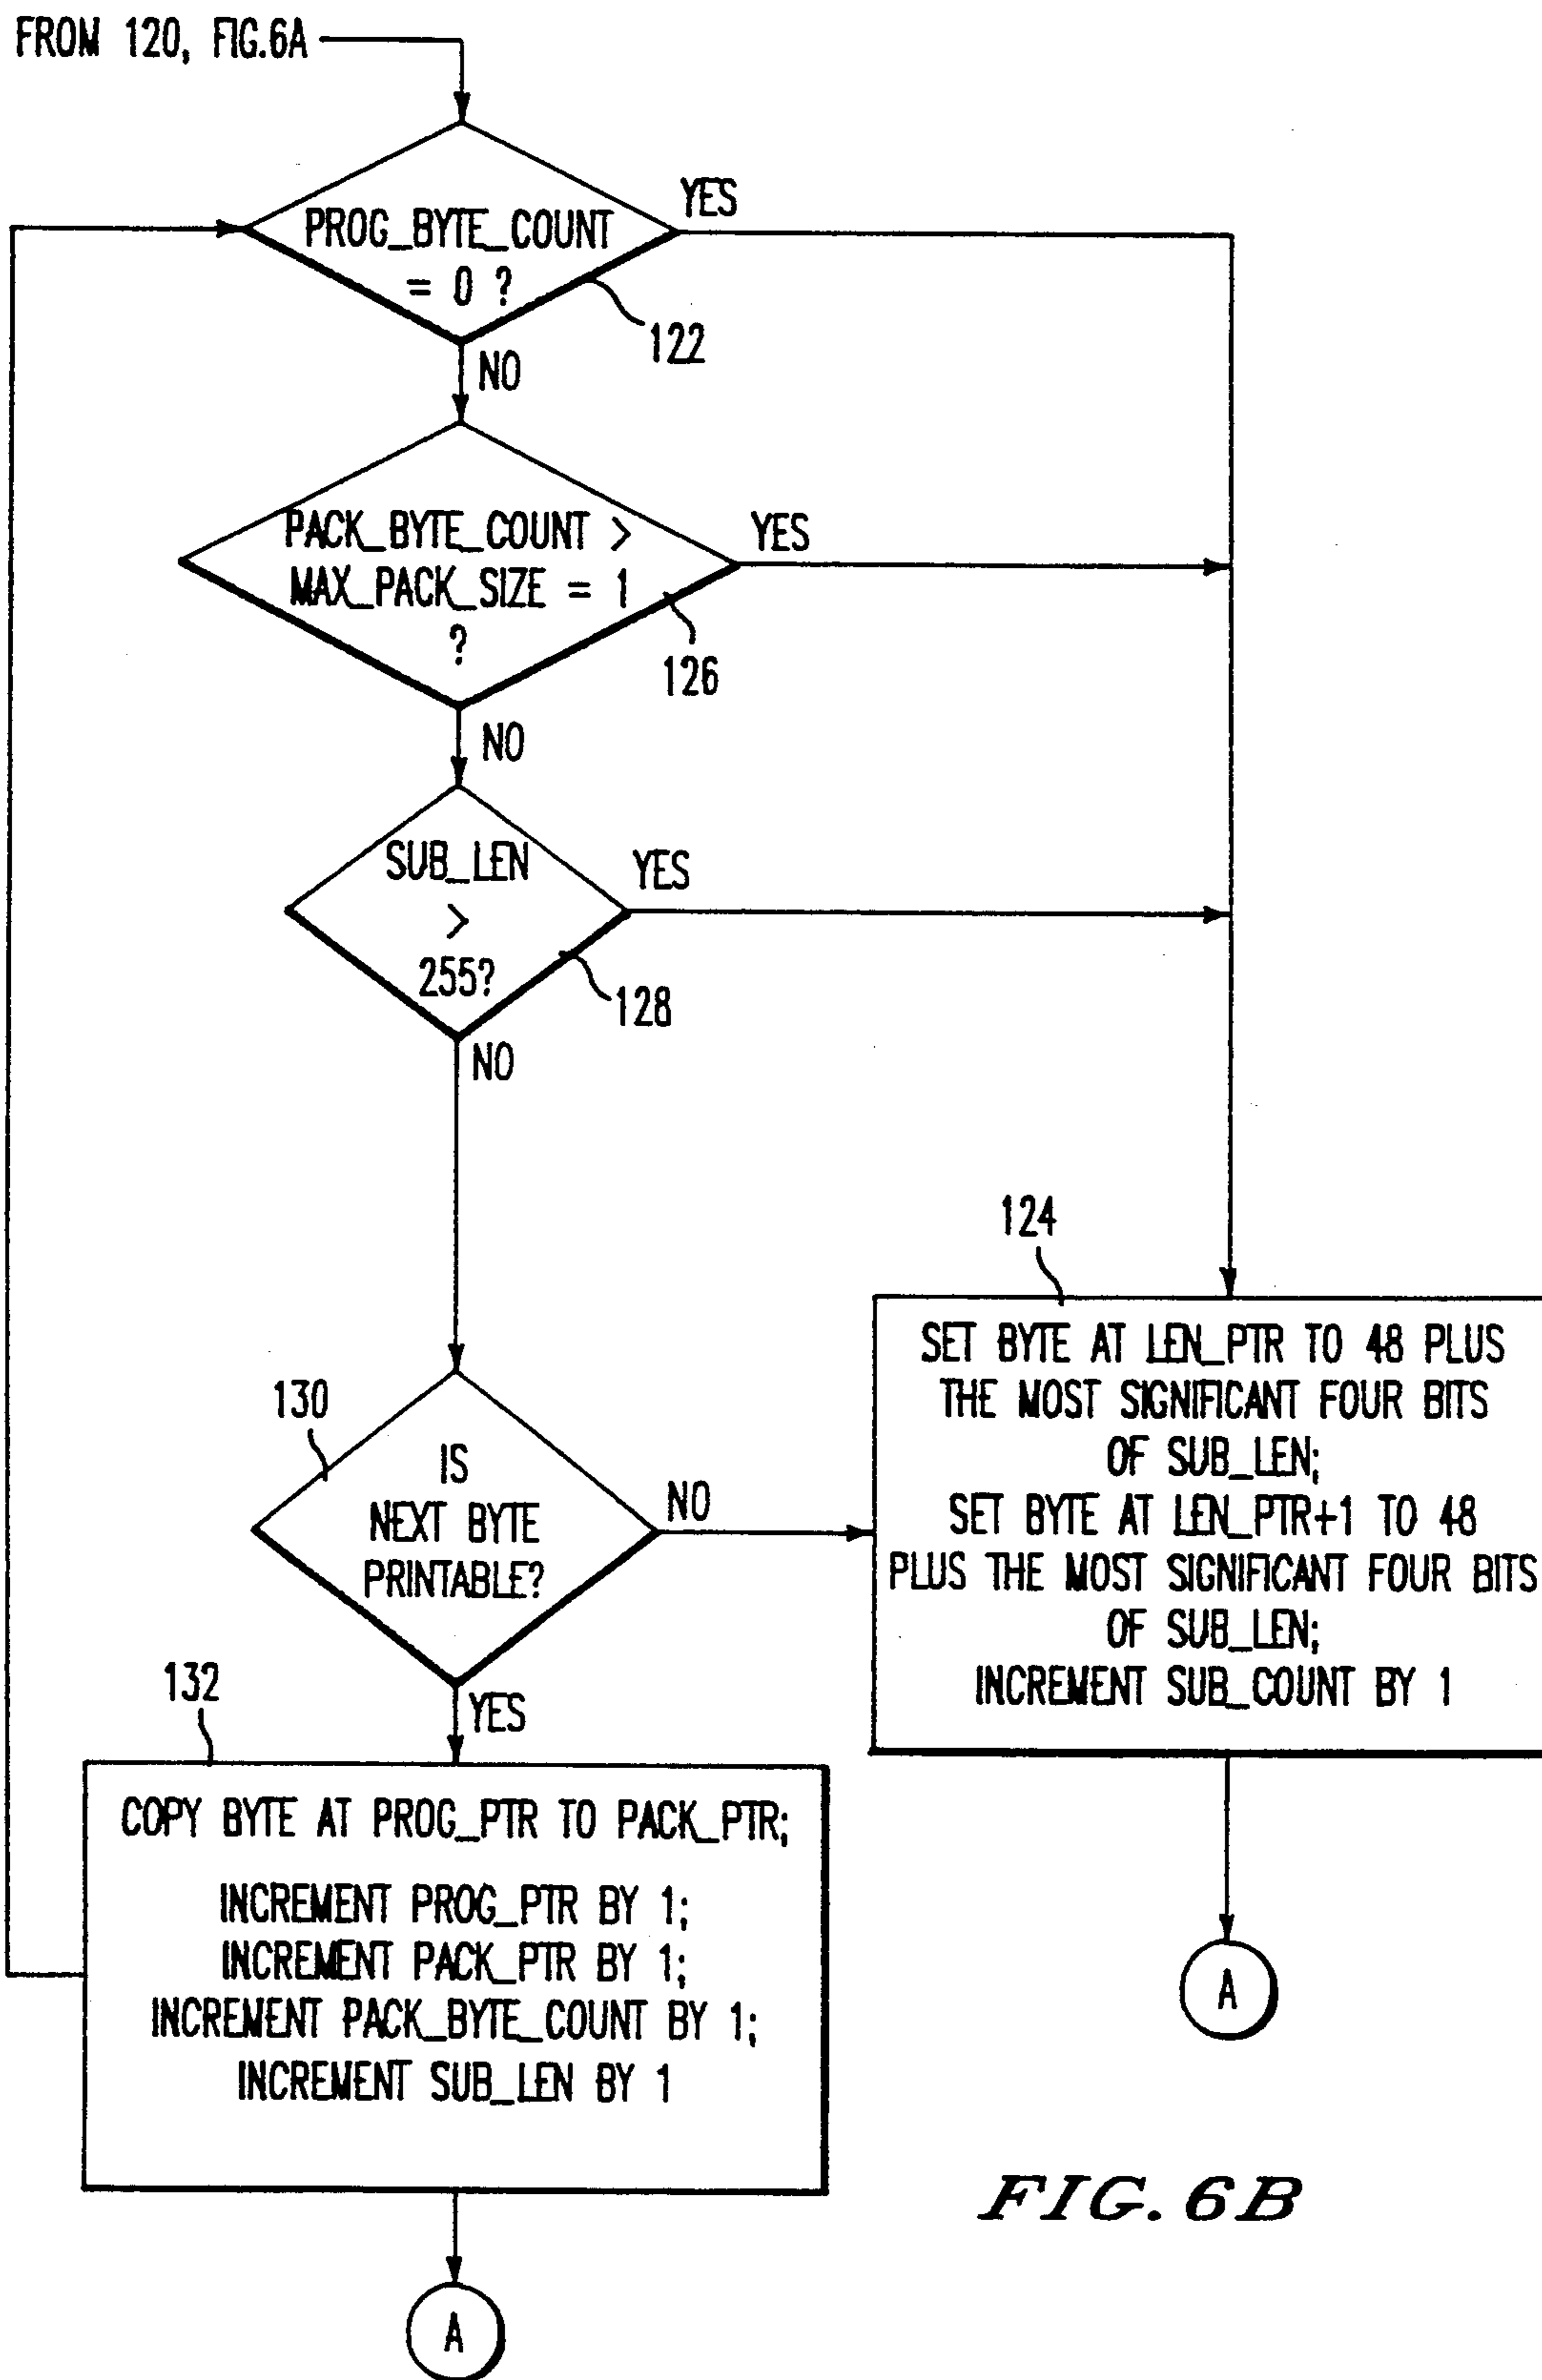 FROM 120, FIG.6A
PROG_BYTE_COUNT
= 0 ?
YES
122
NO
PACK_BYTE_COUNT >
MAX_PACK_SIZE = 1
?
YES
126
NO
SUB_LEN
>
255?
YES
128
NO
124
SET BYTE AT LEN_PTR TO 48 PLUS
THE MOST SIGNIFICANT FOUR BITS
OF SUB_LEN;
SET BYTE AT LEN_PTR+1 TO 48
PLUS THE MOST SIGNIFICANT FOUR BITS
OF SUB_LEN;
INCREMENT SUB_COUNT BY 1
130
IS
NEXT BYTE
PRINTABLE?
NO
YES
132
COPY BYTE AT PROG_PTR TO PACK_PTR;
INCREMENT PROG_PTR BY 1;
INCREMENT PACK_PTR BY 1;
INCREMENT PACK_BYTE_COUNT BY 1;
INCREMENT SUB_LEN BY 1
A
A
FIG. 6B